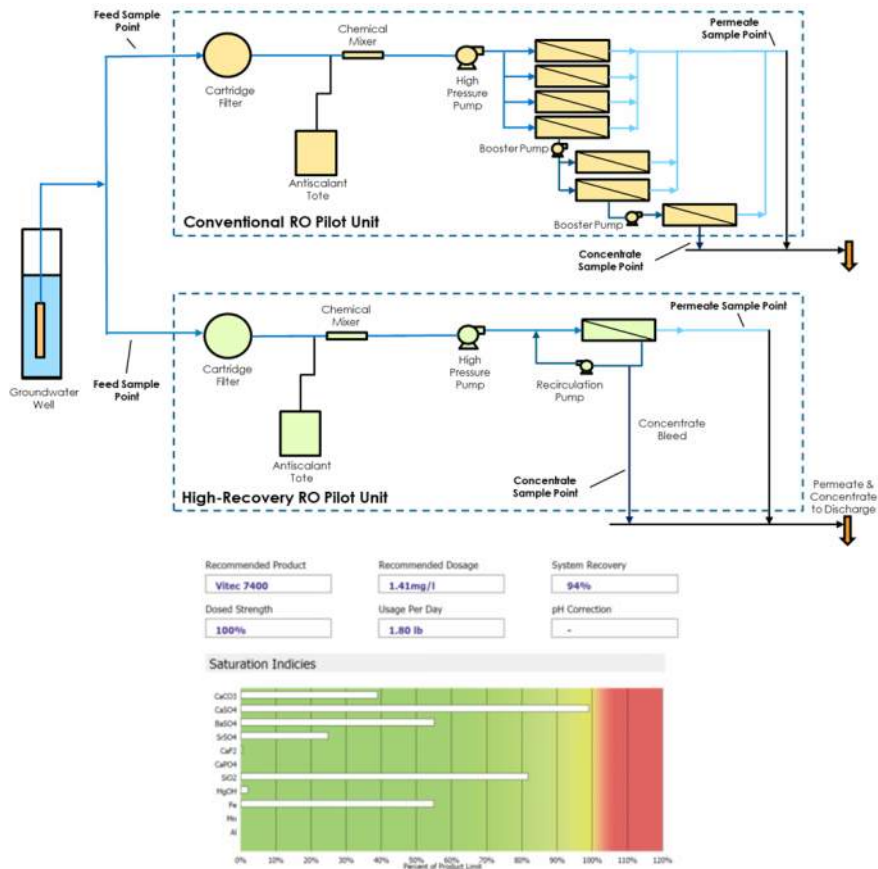 Feed Sample
Point
Cartridge
Filter
Chemical
Mixer
Antiscalant
Tote
High
Pressure
Pump
Booster Pump
Booster Pump
Permeate
Sample Point
Concentrate
Sample Point
Conventional RO Pilot Unit
Groundwater
Well
Feed Sample
Point
Cartridge
Filter
Chemical
Mixer
Antiscalant
Tote
High
Pressure
Pump
Recirculation
Pump
Permeate Sample Point
Concentrate
Bleed
Concentrate
Sample Point
High-Recovery RO Pilot Unit
Permeate &
Concentrate
to Discharge
Recommended Product
Vitec 7400
Recommended Dosage
1.41mg/l
System Recovery
94%
Dosed Strength
100%
Usage Per Day
1.80 lb
pH Correction
-
Saturation Indicies
CaCO3
CaSO4
BaSO4
SrSO4
CaF2
CaPO4
SiO2
MgOH
Fe
Mn
Al
0% 10% 20% 30% 40% 50% 60% 70% 80% 90% 100% 110% 120%
Percent of Product Limit